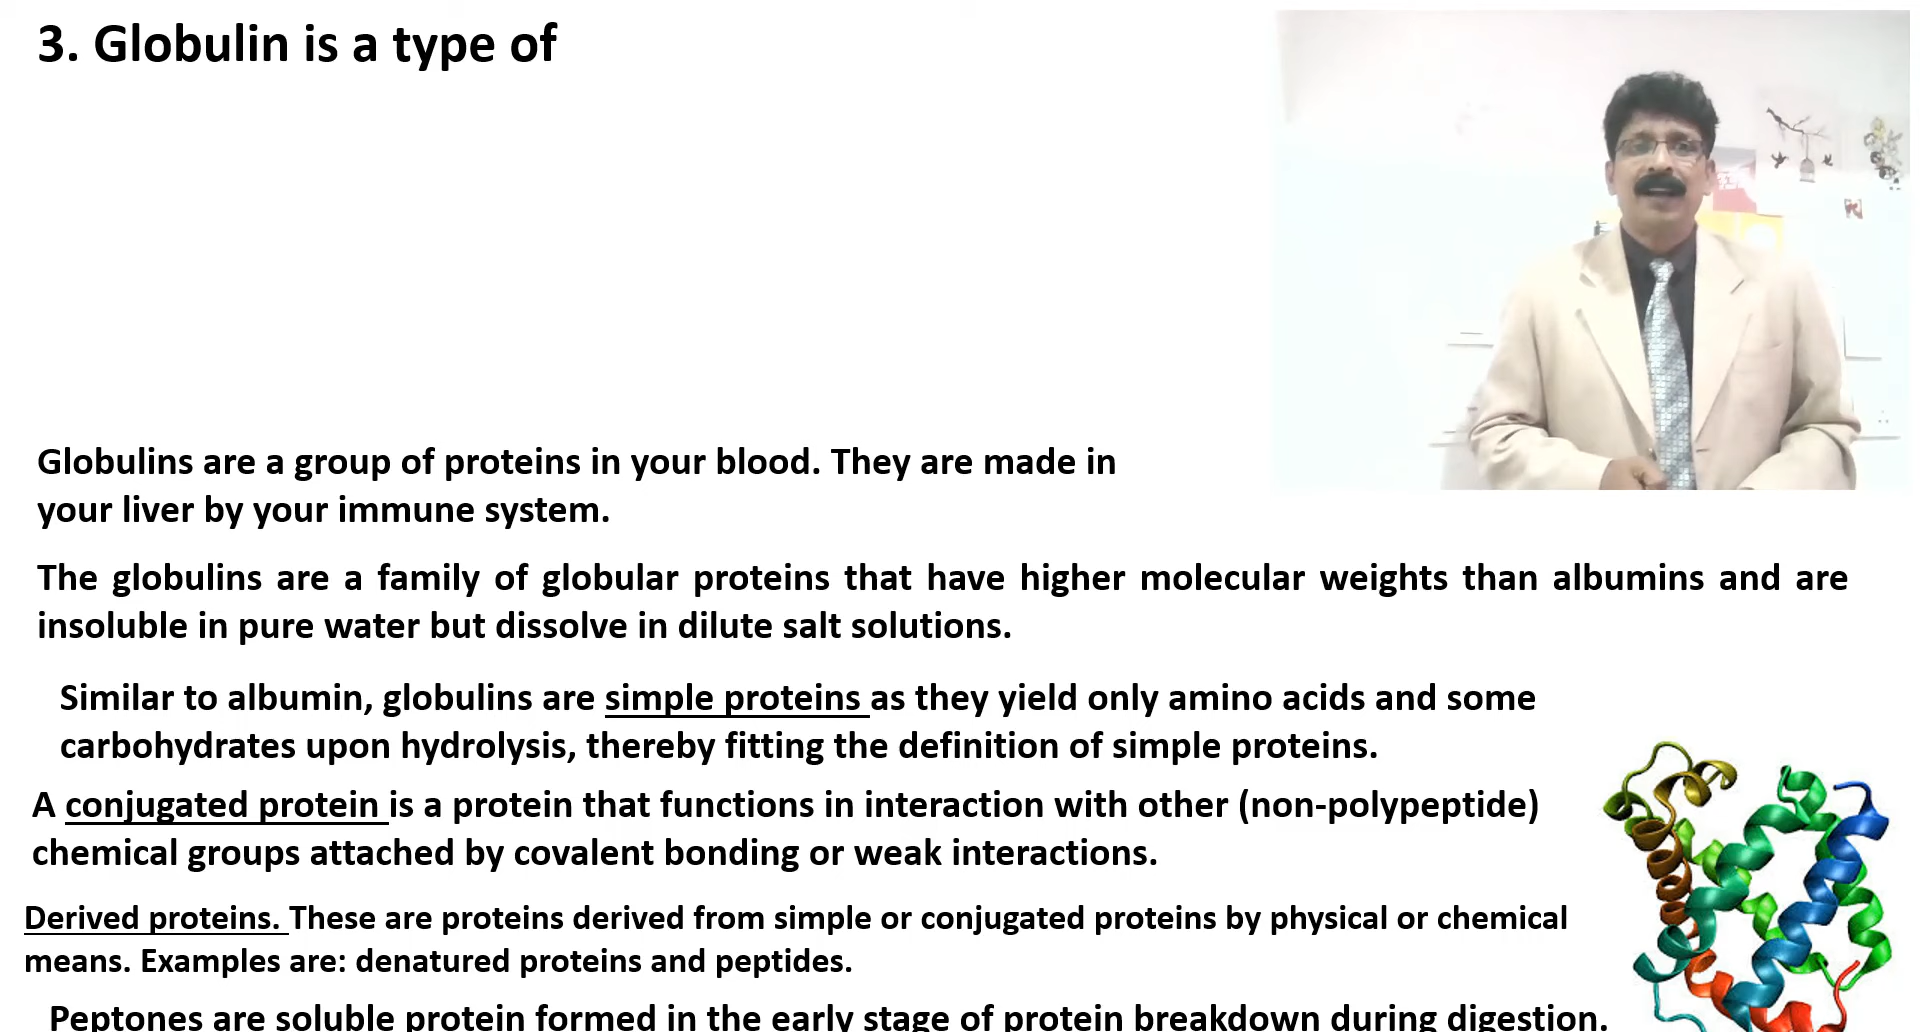 3. Globulin is a type of
Globulins are a group of proteins in your blood. They are made in
your liver by your immune system.
The globulins are a family of globular proteins that have higher molecular weights than albumins and are
insoluble in pure water but dissolve in dilute salt solutions.
Similar to albumin, globulins are simple proteins as they yield only amino acids and some
carbohydrates upon hydrolysis, thereby fitting the definition of simple proteins.
A conjugated protein is a protein that functions in interaction with other (non-polypeptide)
chemical groups attached by covalent bonding or weak interactions.
Derived proteins. These are proteins derived from simple or conjugated proteins by physical or chemical
means. Examples are: denatured proteins and peptides.
Peptones are soluble protein formed in the early stage of protein breakdown during digestion.